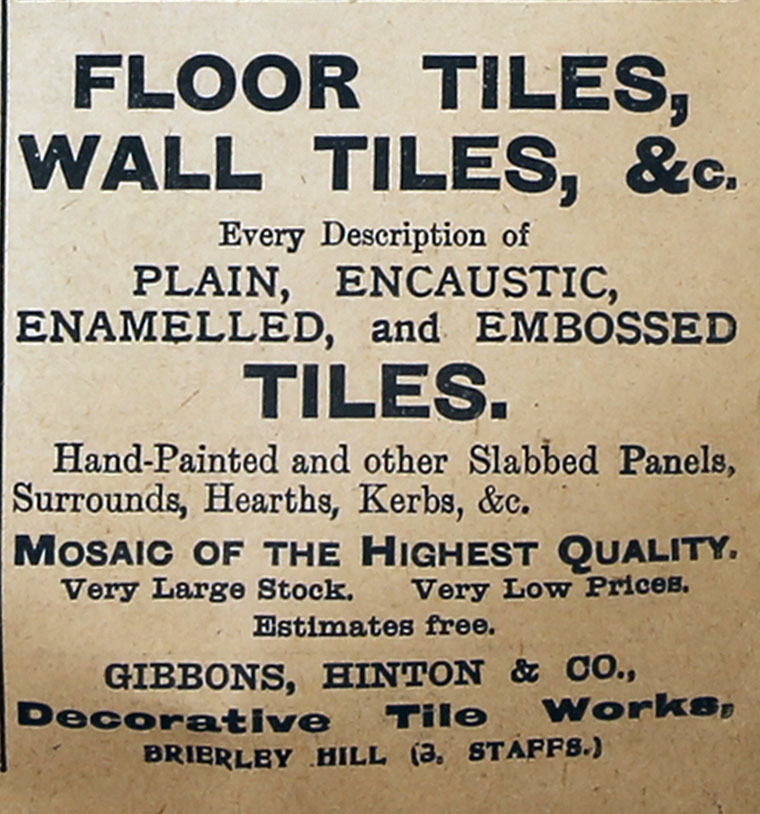 FLOOR TILES,
WALL TILES, &c.
Every Description of
PLAIN, ENCAUSTIC,
ENAMELLED, and EMBOSSED
TILES.
Hand-Painted and other Slabbed Panels,
Surrounds, Hearths, Kerbs, &c.
MOSAIC OF THE HIGHEST QUALITY.
Very Large Stock. Very Low Prices.
Estimates free.
GIBBONS, HINTON & CO.,
Decorative Tile Works,
BRIERLEY HILL (S. STAFFS.)